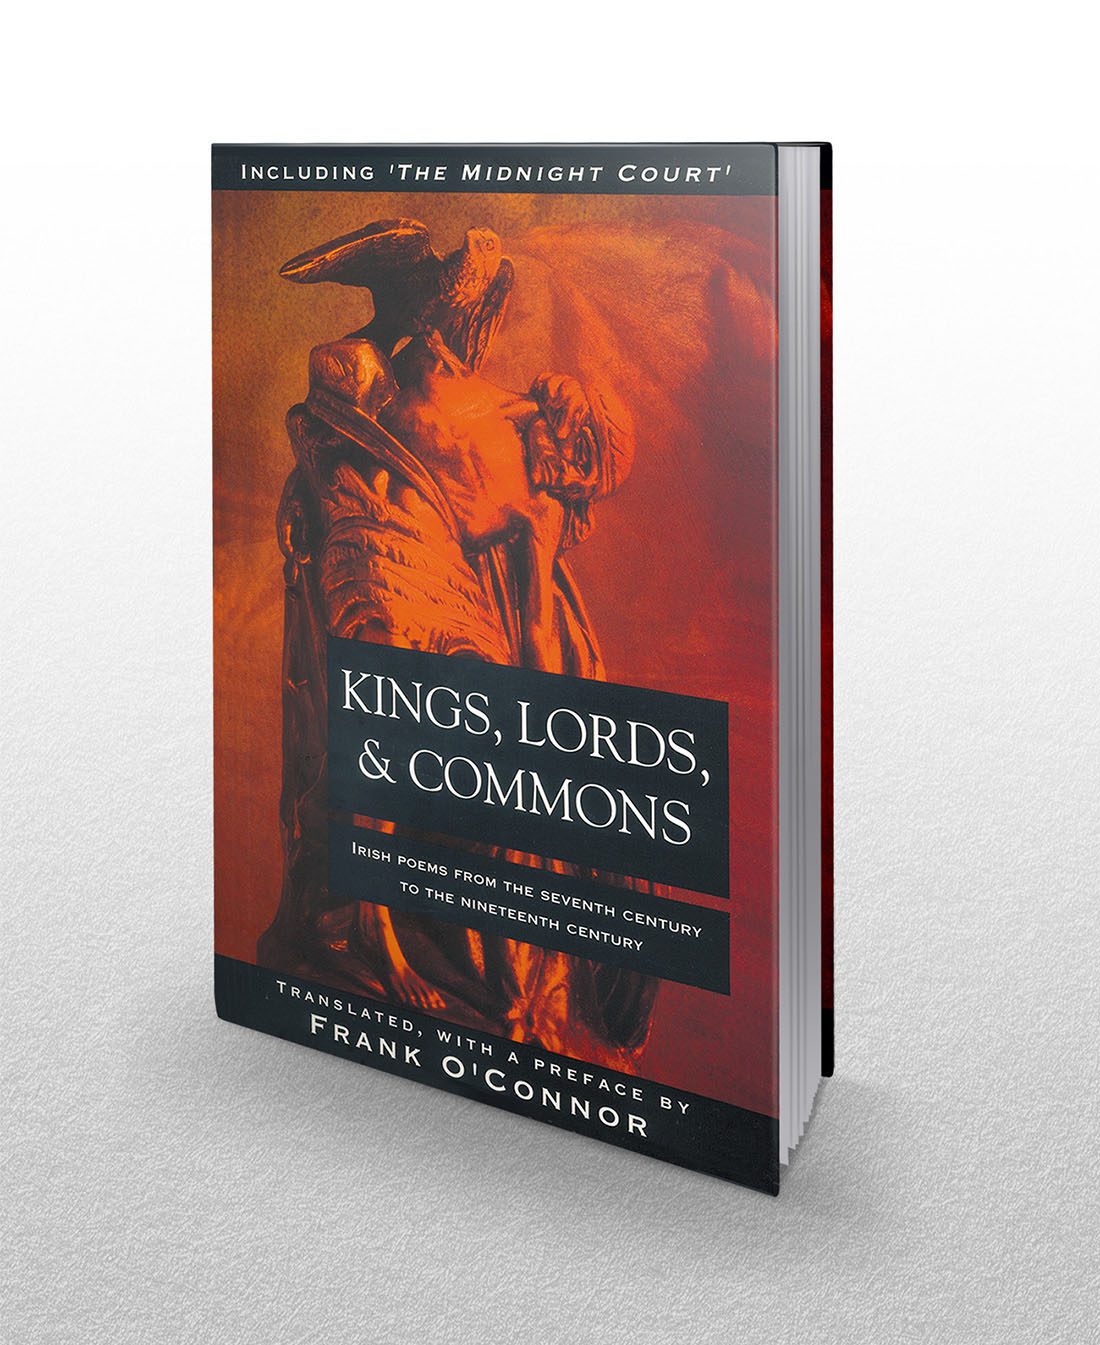 INCLUDING 'THE MIDNIGHT COURT'
KINGS, LORDS,
& COMMONS
IRISH POEMS FROM THE SEVENTH CENTURY
TO THE NINETEENTH CENTURY
TRANSLATED, WITH A PREFACE BY
FRANK O'CONNOR